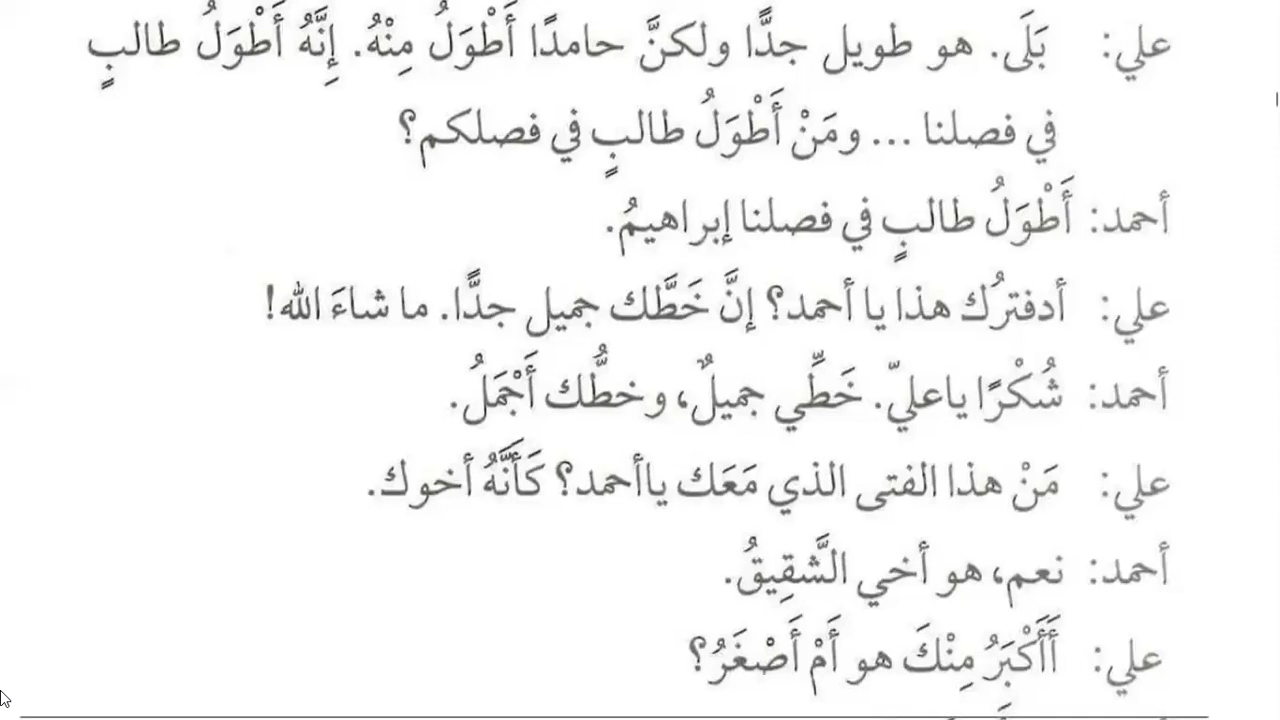 علي: بَلَى. هو طويل جدًّا ولكنَّ حامدًا أَطْوَلُ مِنْهُ. إِنَّهُ أَطْوَلُ طالبٍ
في فصلنا ... ومَنْ أَطْوَلُ طالبٍ في فصلكم؟
أحمد: أَطْوَلُ طالبٍ في فصلنا إبراهيمُ.
علي: أدفترُك هذا يا أحمد؟ إنَّ خَطَّك جميل جدًّا. ما شاءَ الله!
أحمد: شُكْرًا ياعليّ. خَطِّي جميلٌ، وخطُّك أَجْمَلُ.
علي: مَنْ هذا الفتى الذي مَعَك ياأحمد؟ كَأَنَّهُ أخوك.
أحمد: نعم، هو أخي الشَّقِيقُ.
علي: أَأَكْبَرُ مِنْكَ هو أَمْ أَصْغَرُ؟